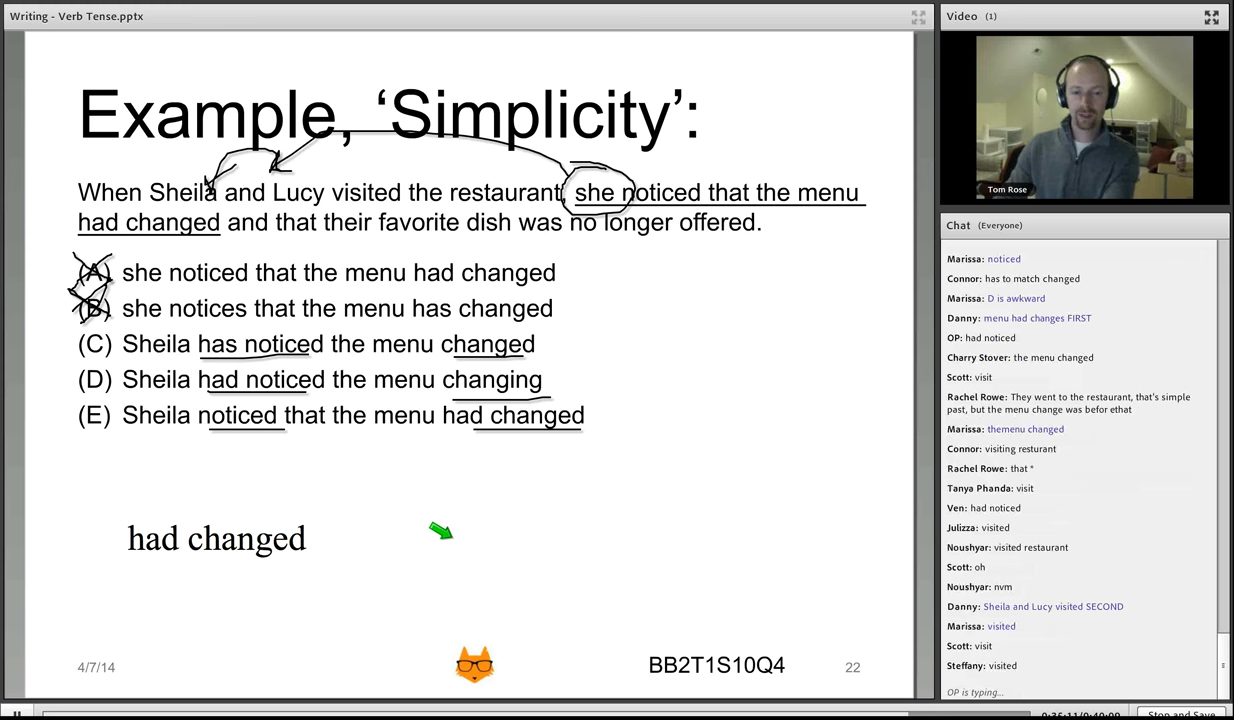 Writing - Verb Tense.pptx
Example, ‘Simplicity’:
When Sheila and Lucy visited the restaurant, she noticed that the menu
had changed and that their favorite dish was no longer offered.
(A) she noticed that the menu had changed
(B) she notices that the menu has changed
(C) Sheila has noticed the menu changed
(D) Sheila had noticed the menu changing
(E) Sheila noticed that the menu had changed
had changed
4/7/14
BB2T1S10Q4
22
Video (1)
Tom Rose
Chat (Everyone)
Marissa: noticed
Connor: has to match changed
Marissa: D is awkward
Danny: menu had changes FIRST
OP: had noticed
Charry Stover: the menu changed
Scott: visit
Rachel Rowe: They went to the restaurant, that's simple
past, but the menu change was befor ethat
Marissa: themenu changed
Connor: visiting resturant
Rachel Rowe: that *
Tanya Phanda: visit
Ven: had noticed
Julizza: visited
Noushyar: visited restaurant
Scott: oh
Noushyar: nvm
Danny: Sheila and Lucy visited SECOND
Marissa: visited
Scott: visit
Steffany: visited
OP is typing...
Stop and Save